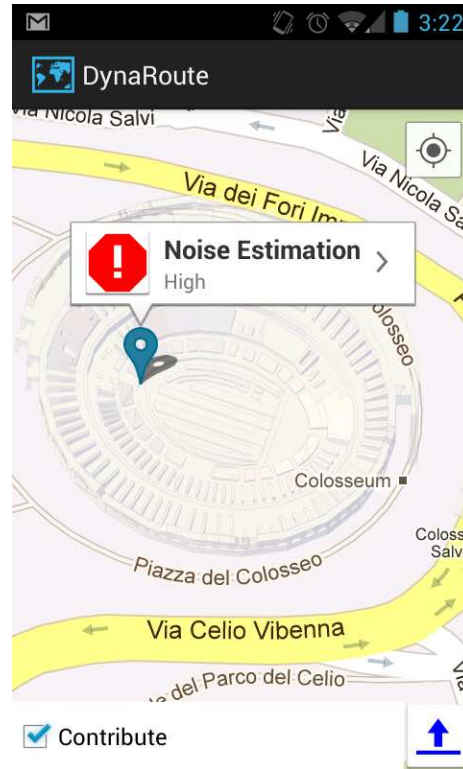 3:22
DynaRoute
Via Nicola Salvi
Via Nicola Sa
Via dei Fori Im
Noise Estimation
High
olosseo
Colosseum
Coloss
Salv
Piazza del Colosseo
Via Celio Vibenna
del Parco del Celio
Contribute